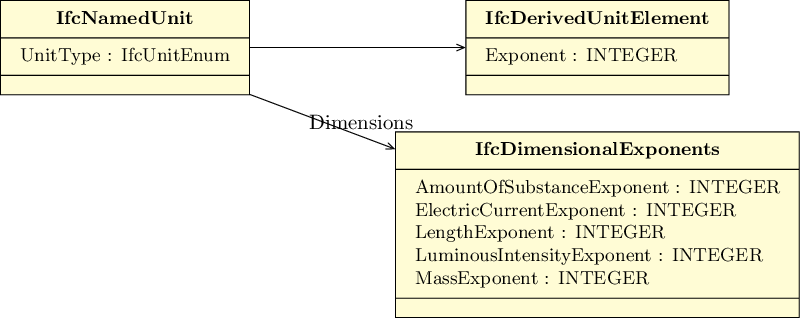 IfcNamedUnit
UnitType : IfcUnitEnum
IfcDerivedUnitElement
Exponent : INTEGER
Dimensions
IfcDimensionalExponents
AmountOfSubstanceExponent : INTEGER
ElectricCurrentExponent : INTEGER
LengthExponent : INTEGER
LuminousIntensityExponent : INTEGER
MassExponent : INTEGER